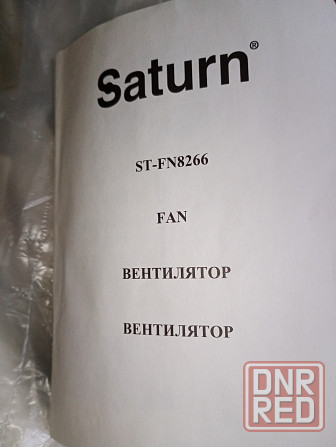 Saturn®
ST-FN8266
FAN
ВЕНТИЛЯТОР
ВЕНТИЛЯТОР
DNR
RED